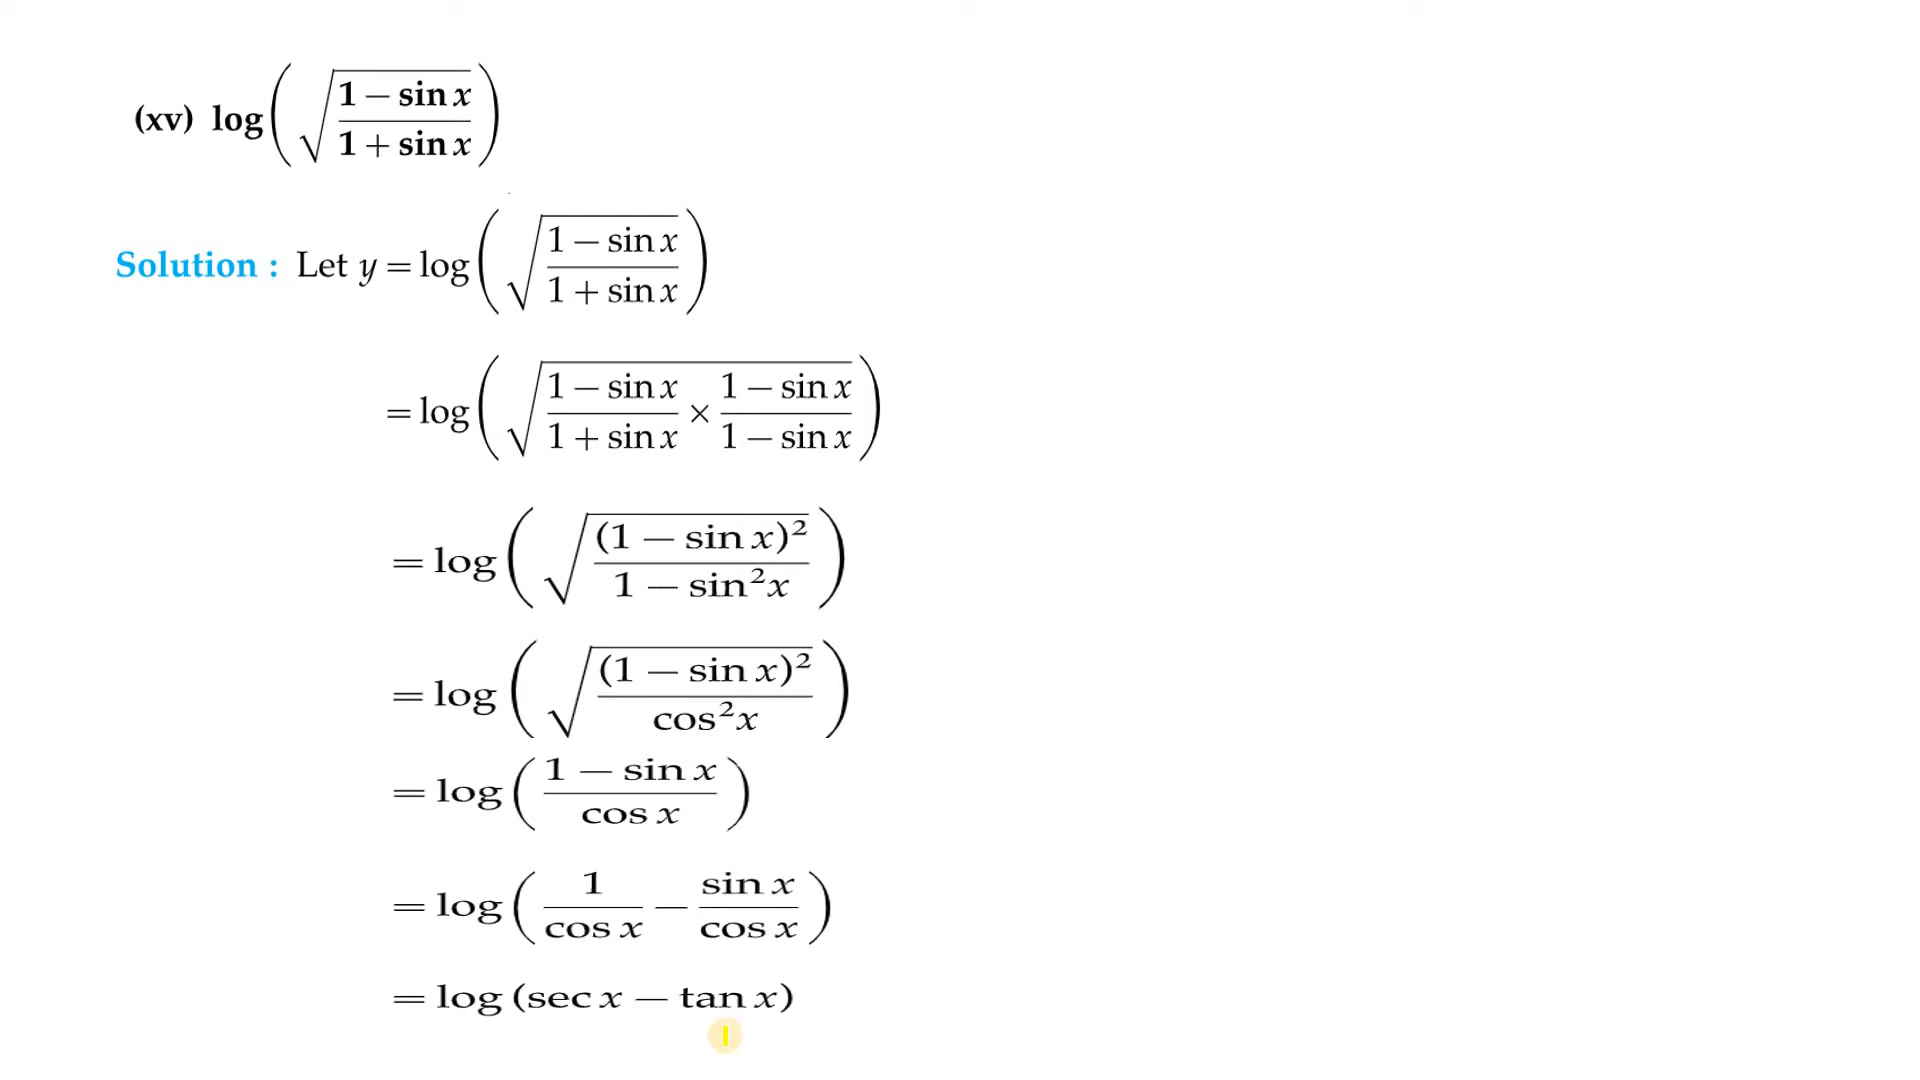 (xv) log(√((1 − sin x)/(1 + sin x)))
Solution : Let y = log(√((1 − sin x)/(1 + sin x)))
= log(√((1 − sin x)/(1 + sin x) × (1 − sin x)/(1 − sin x)))
= log(√((1 − sin x)²/(1 − sin²x)))
= log(√((1 − sin x)²/cos²x))
= log((1 − sin x)/cos x)
= log(1/cos x − sin x/cos x)
= log (sec x − tan x)